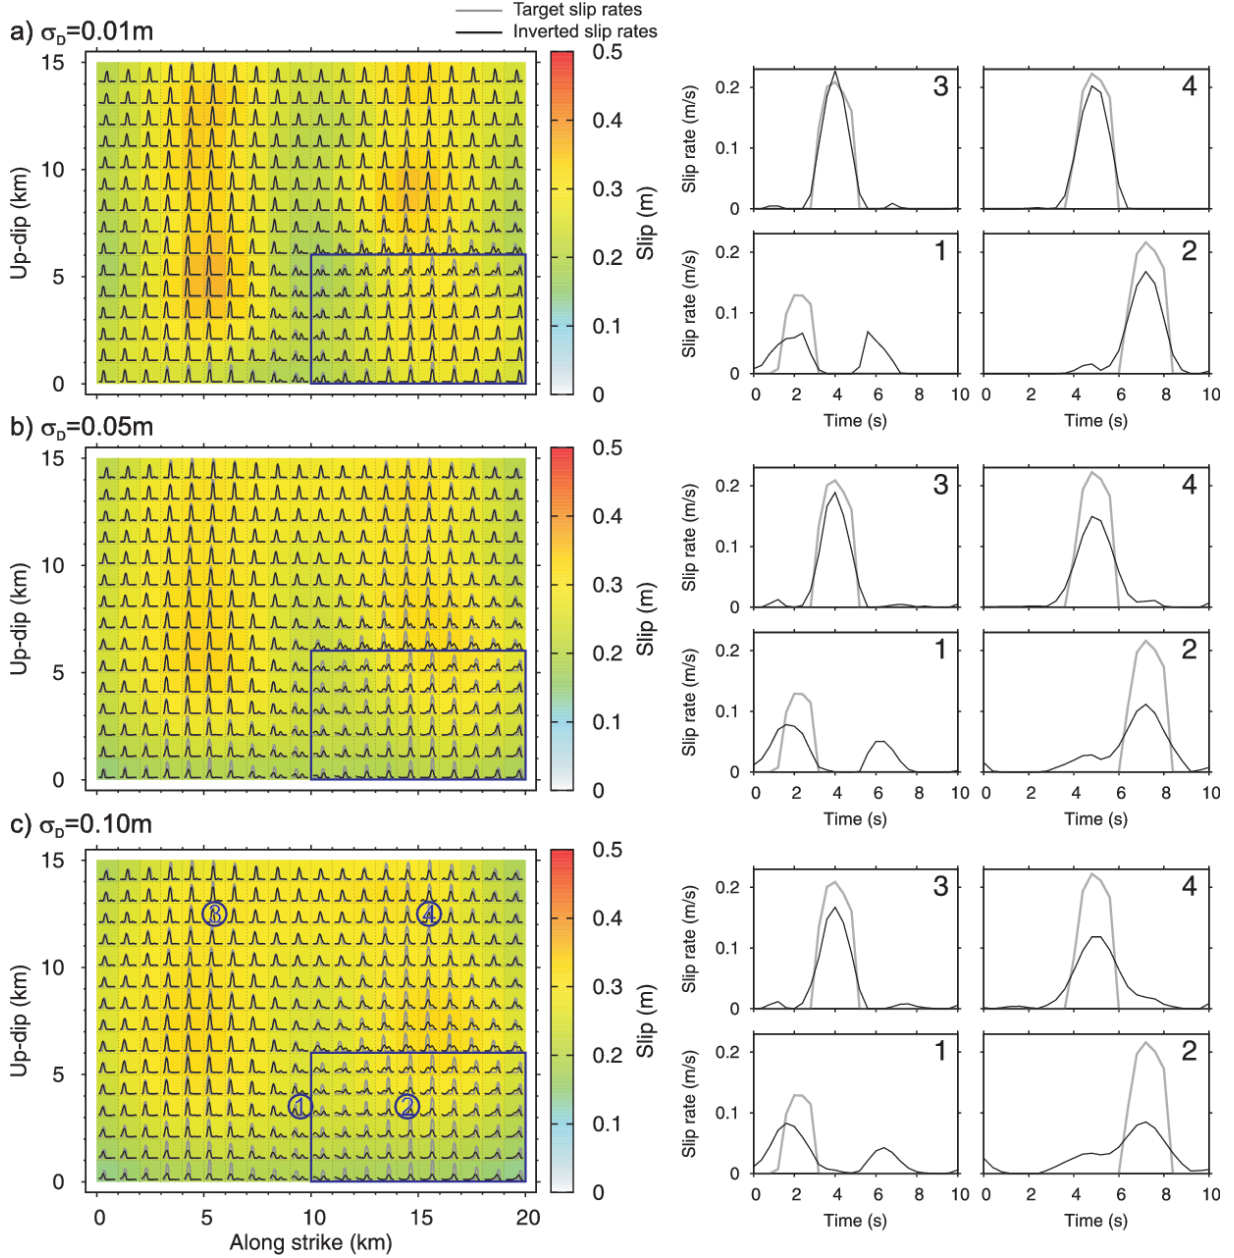 Target slip rates
Inverted slip rates
a) σD=0.01m
15
10
5
0
Up-dip (km)
0.5
0.4
0.3
0.2
0.1
0
Slip (m)
3
4
0.2
0.1
0
Slip rate (m/s)
1
2
0.2
0.1
0
Slip rate (m/s)
0 2 4 6 8 10
0 2 4 6 8 10
Time (s)
Time (s)
b) σD=0.05m
15
10
5
0
Up-dip (km)
0.5
0.4
0.3
0.2
0.1
0
Slip (m)
3
4
0.2
0.1
0
Slip rate (m/s)
1
2
0.2
0.1
0
Slip rate (m/s)
0 2 4 6 8 10
0 2 4 6 8 10
Time (s)
Time (s)
c) σD=0.10m
15
10
5
0
Up-dip (km)
3
4
1
2
0 5 10 15 20
Along strike (km)
0.5
0.4
0.3
0.2
0.1
0
Slip (m)
3
4
0.2
0.1
0
Slip rate (m/s)
1
2
0.2
0.1
0
Slip rate (m/s)
0 2 4 6 8 10
0 2 4 6 8 10
Time (s)
Time (s)